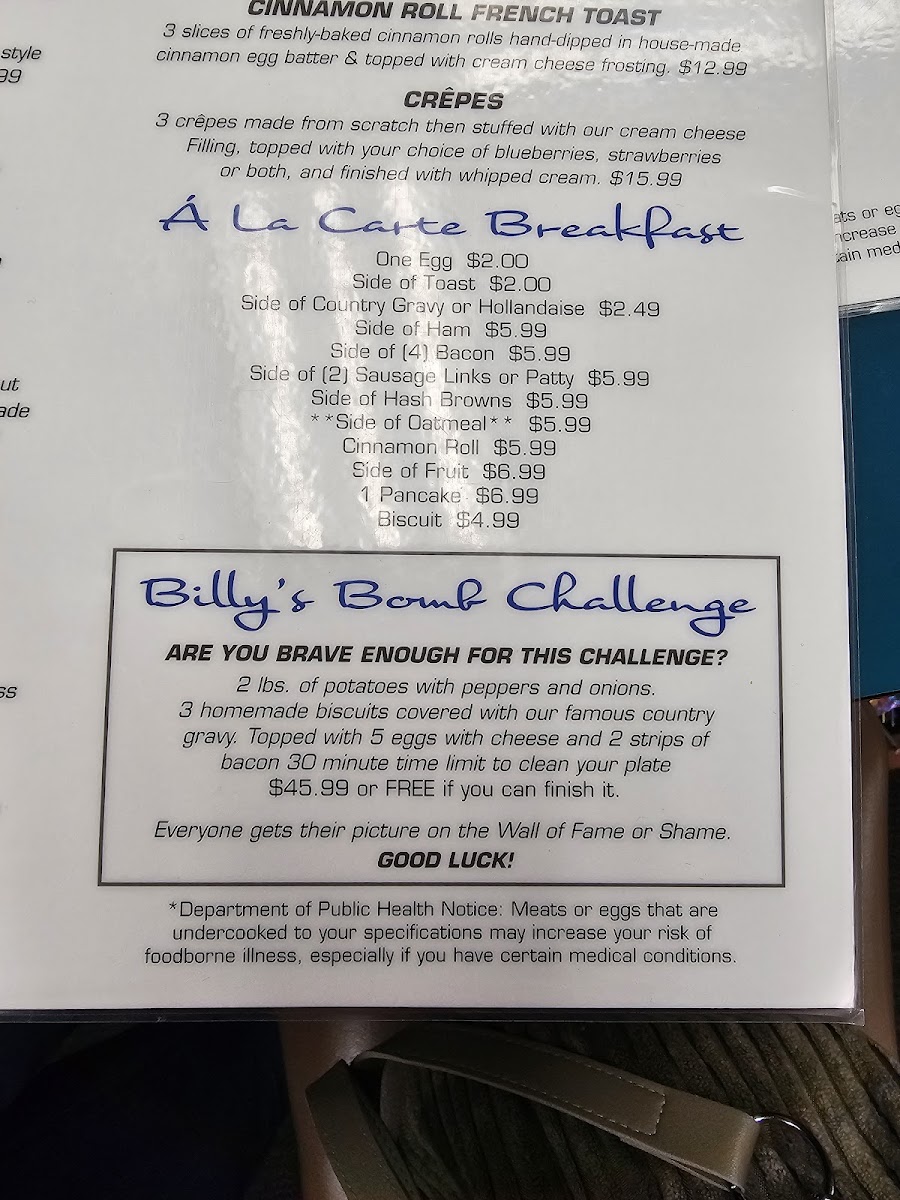 style
99
ut
ade
ss
CINNAMON ROLL FRENCH TOAST
3 slices of freshly-baked cinnamon rolls hand-dipped in house-made
cinnamon egg batter & topped with cream cheese frosting. $12.99
CRÊPES
3 crêpes made from scratch then stuffed with our cream cheese
Filling, topped with your choice of blueberries, strawberries
or both, and finished with whipped cream. $15.99
Á La Carte Breakfast
One Egg $2.00
Side of Toast $2.00
Side of Country Gravy or Hollandaise $2.49
Side of Ham $5.99
Side of (4) Bacon $5.99
Side of (2) Sausage Links or Patty $5.99
Side of Hash Browns $5.99
**Side of Oatmeal** $5.99
Cinnamon Roll $5.99
Side of Fruit $6.99
1 Pancake $6.99
Biscuit $4.99
Billy's Bomb Challenge
ARE YOU BRAVE ENOUGH FOR THIS CHALLENGE?
2 lbs. of potatoes with peppers and onions.
3 homemade biscuits covered with our famous country
gravy. Topped with 5 eggs with cheese and 2 strips of
bacon 30 minute time limit to clean your plate
$45.99 or FREE if you can finish it.
Everyone gets their picture on the Wall of Fame or Shame.
GOOD LUCK!
*Department of Public Health Notice: Meats or eggs that are
undercooked to your specifications may increase your risk of
foodborne illness, especially if you have certain medical conditions.
ats or eg
ncrease
ain med